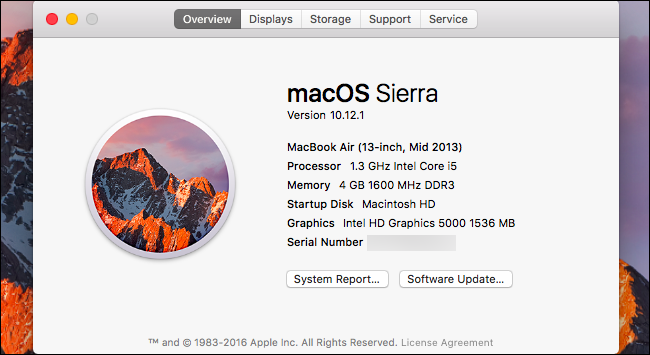 Overview Displays Storage Support Service
macOS Sierra
Version 10.12.1
MacBook Air (13-inch, Mid 2013)
Processor 1.3 GHz Intel Core i5
Memory 4 GB 1600 MHz DDR3
Startup Disk Macintosh HD
Graphics Intel HD Graphics 5000 1536 MB
Serial Number
System Report... Software Update...
™ and © 1983-2016 Apple Inc. All Rights Reserved. License Agreement